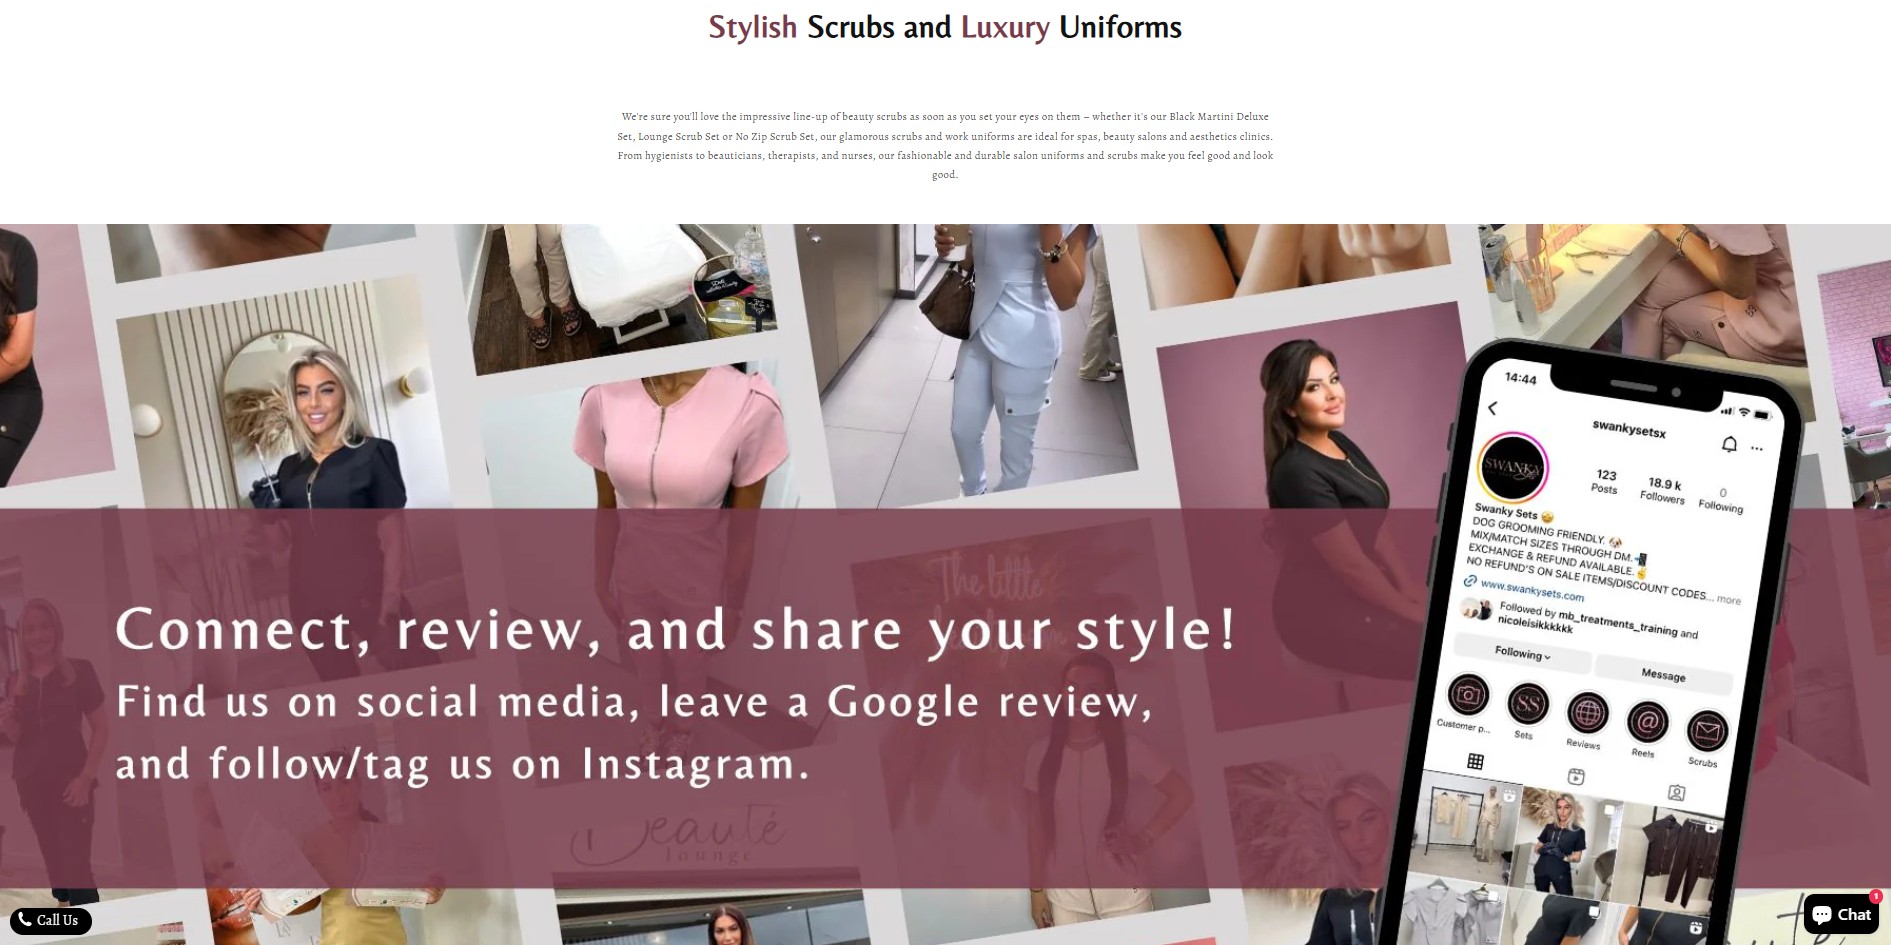 Stylish Scrubs and Luxury Uniforms
We're sure you'll love the impressive line-up of beauty scrubs as soon as you set your eyes on them – whether it's our Black Martini Deluxe
Set, Lounge Scrub Set or No Zip Scrub Set, our glamorous scrubs and work uniforms are ideal for spas, beauty salons and aesthetics clinics.
From hygienists to beauticians, therapists, and nurses, our fashionable and durable salon uniforms and scrubs make you feel good and look
good.
Connect, review, and share your style!
Find us on social media, leave a Google review,
and follow/tag us on Instagram.
The little
Beauté
lounge
14:44
swankysetsx
SWANKY
123 18.9 k 0
Posts Followers Following
Swanky Sets 🤩
DOG GROOMING FRIENDLY. 🐶
MIX/MATCH SIZES THROUGH DM.📲
EXCHANGE & REFUND AVAILABLE.✌️
NO REFUND'S ON SALE ITEMS/DISCOUNT CODES... more
www.swankysets.com
Followed by mb_treatments_training and
nicoleisikkkkkk
Following Message
SS @
Customer p... Sets Reviews Reels Scrubs
Call Us
Chat
1